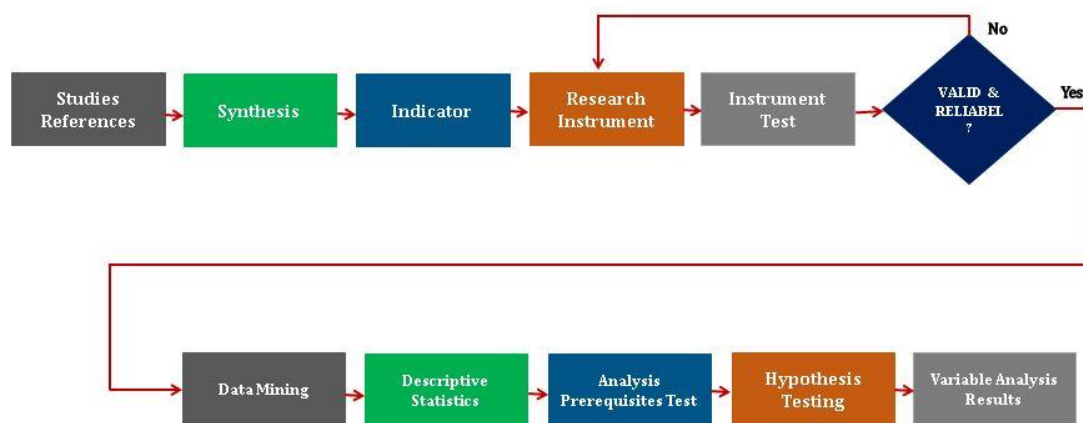 No
Studies
References
Synthesis
Indicator
Research
Instrument
Instrument
Test
VALID &
RELIABEL
?
Yes
Data Mining
Descriptive
Statistics
Analysis
Prerequisites Test
Hypothesis
Testing
Variable Analysis
Results